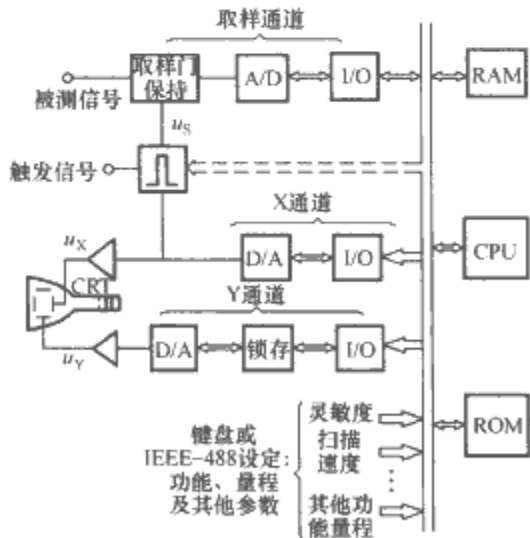 取样通道
取样门
保持
A/D
I/O
RAM
被测信号
uS
触发信号
X通道
uX
D/A
I/O
CPU
CRT
Y通道
uY
D/A
锁存
I/O
ROM
键盘或
IEEE-488设定:
功能、量程
及其他参数
灵敏度
扫描
速度
⋮
其他功
能量程